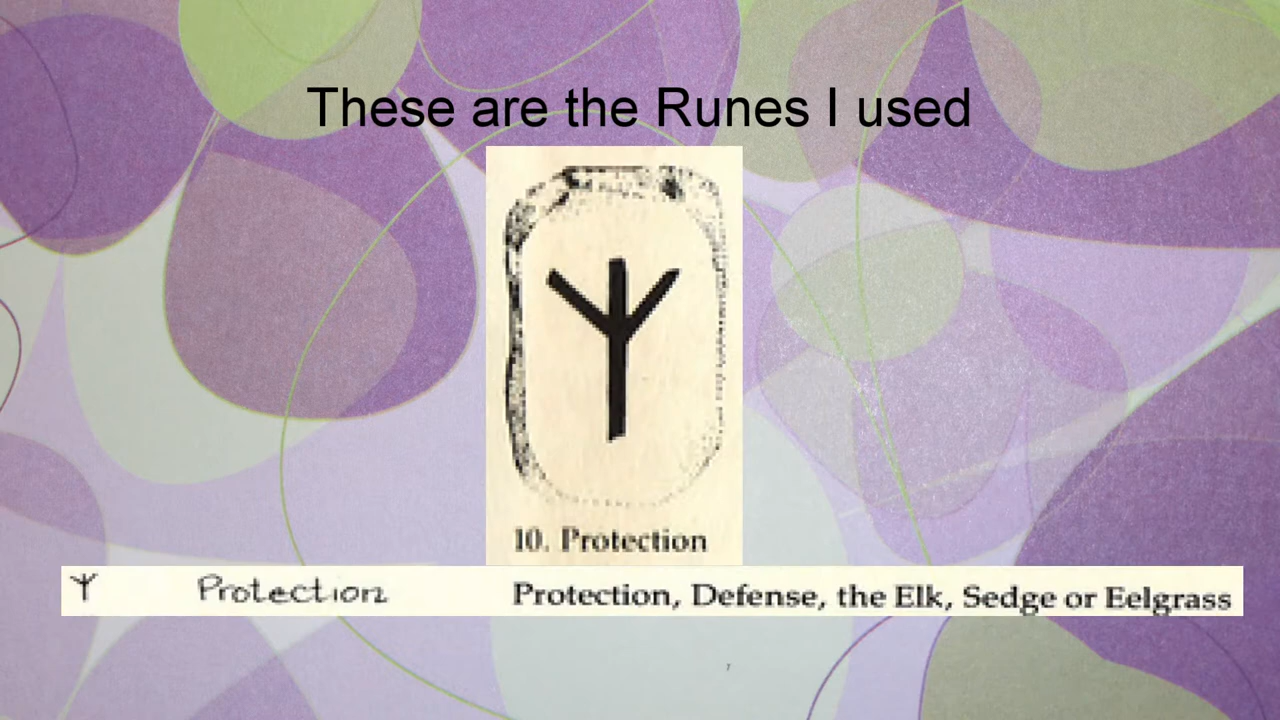 These are the Runes I used
10. Protection
ᛉ Protection Protection, Defense, the Elk, Sedge or Eelgrass